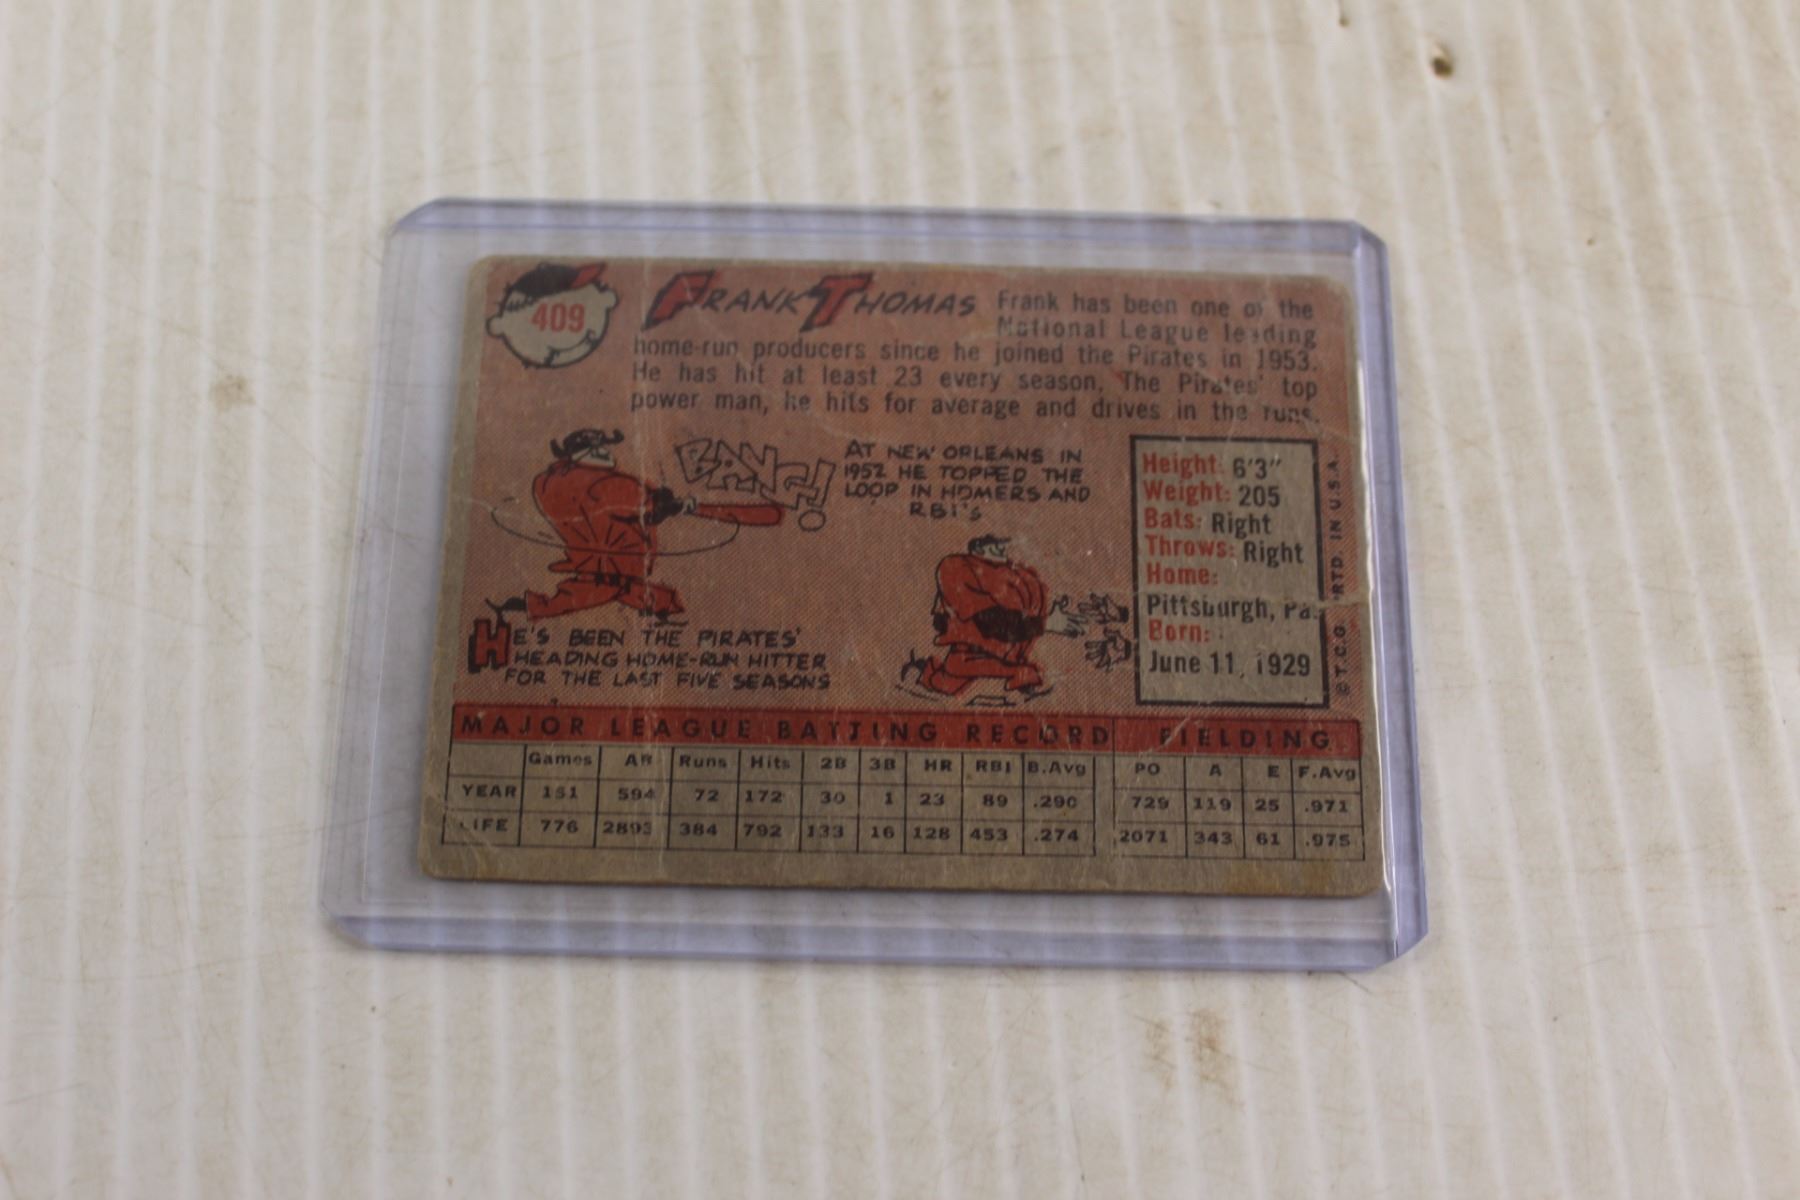 409
FRANK THOMAS
Frank has been one of the
National League leading
home-run producers since he joined the Pirates in 1953.
He has hit at least 23 every season. The Pirates' top
power man, he hits for average and drives in the runs.
BANG!
AT NEW ORLEANS IN
1952 HE TOPPED THE
LOOP IN HOMERS AND
RBI'S
HE'S BEEN THE PIRATES'
HEADING HOME-RUN HITTER
FOR THE LAST FIVE SEASONS
Height: 6'3"
Weight: 205
Bats: Right
Throws: Right
Home:
Pittsburgh, Pa.
Born:
June 11, 1929
© T.C.G. PRTD. IN U.S.A.
MAJOR LEAGUE BATTING RECORD FIELDING
Games AB Runs Hits 2B 3B HR RBI B.Avg PO A E F.Avg
YEAR 151 594 72 172 30 1 23 89 .290 729 119 25 .971
LIFE 776 2893 384 792 133 16 128 453 .274 2071 343 61 .975